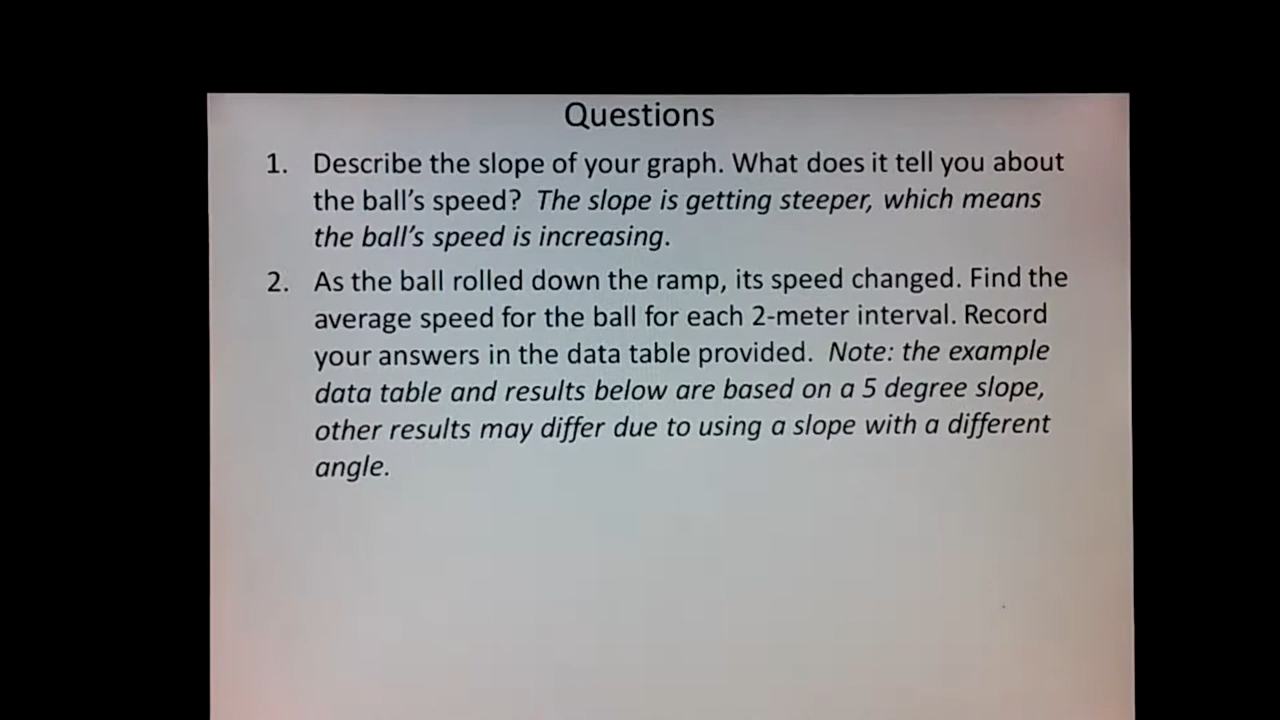 Questions
1. Describe the slope of your graph. What does it tell you about
the ball’s speed? The slope is getting steeper, which means
the ball’s speed is increasing.
2. As the ball rolled down the ramp, its speed changed. Find the
average speed for the ball for each 2-meter interval. Record
your answers in the data table provided. Note: the example
data table and results below are based on a 5 degree slope,
other results may differ due to using a slope with a different
angle.